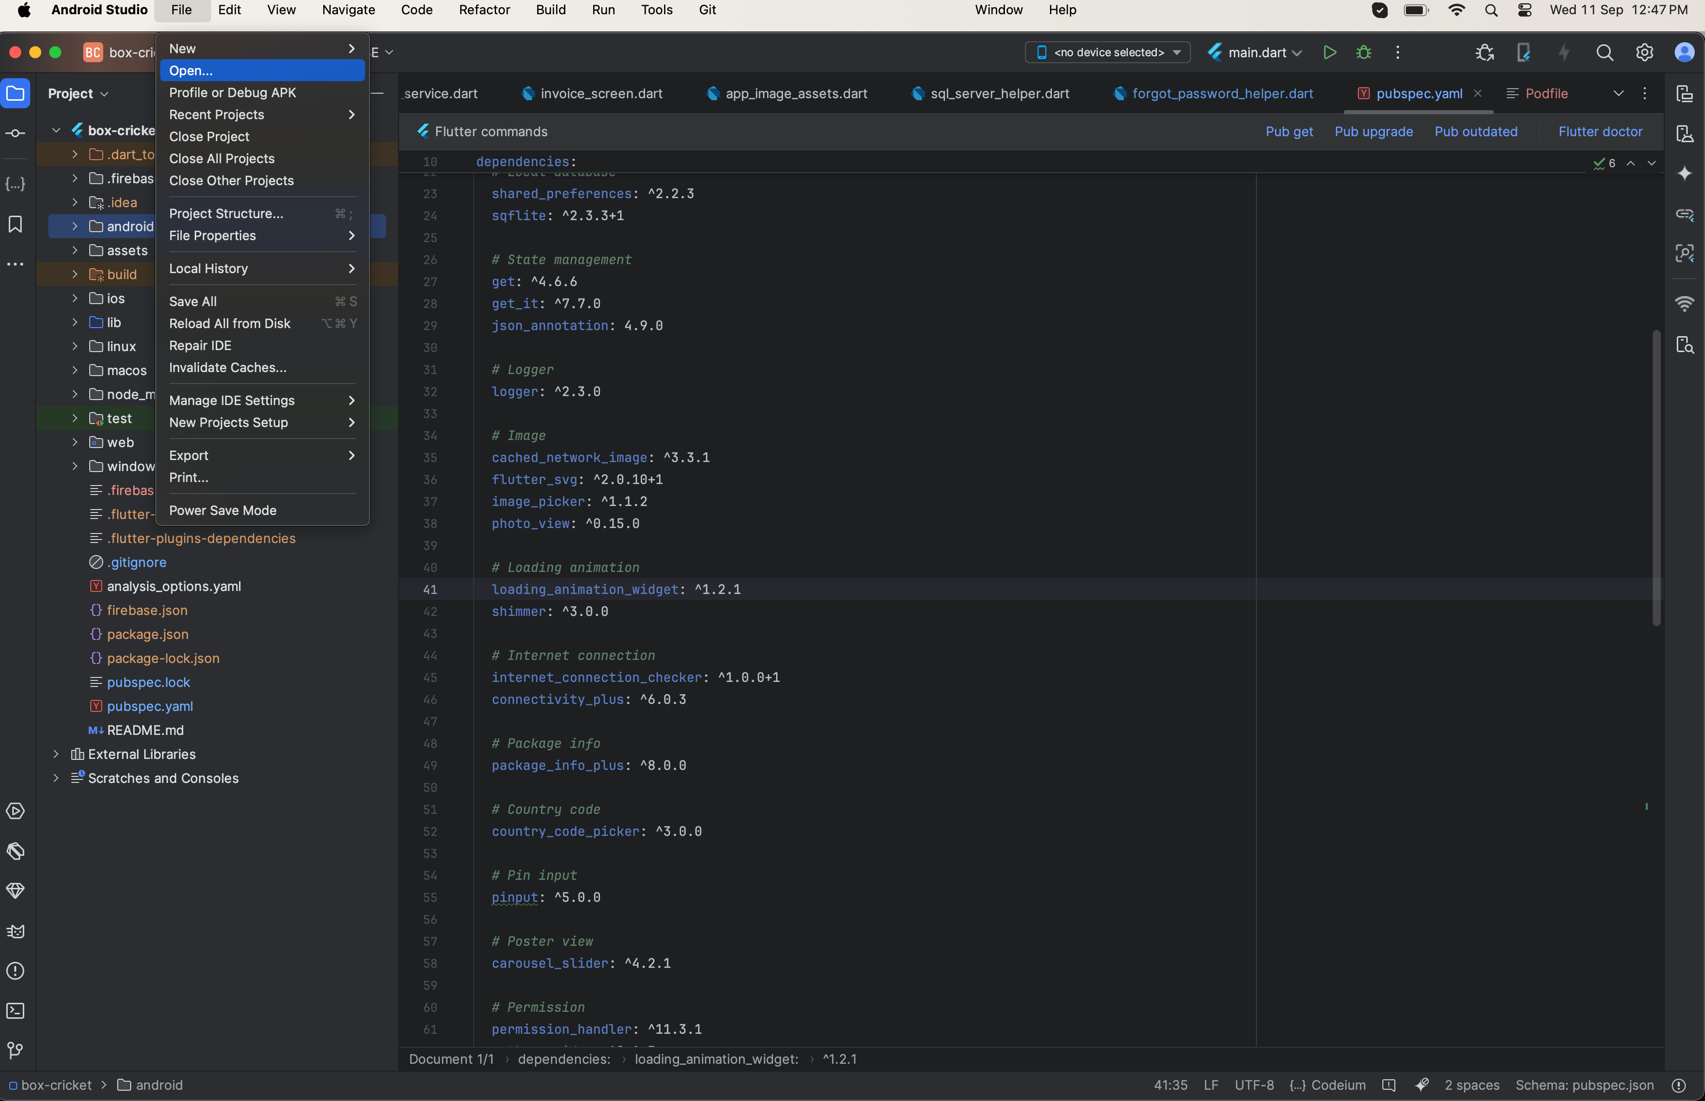 Android Studio File Edit View Navigate Code Refactor Build Run Tools Git Window Help Wed 11 Sep 12:47 PM
BC box-cri E <no device selected> main.dart
Project
New
Open...
Profile or Debug APK
Recent Projects
Close Project
Close All Projects
Close Other Projects
Project Structure... ⌘ ;
File Properties
Local History
Save All ⌘ S
Reload All from Disk ⌥⌘ Y
Repair IDE
Invalidate Caches...
Manage IDE Settings
New Projects Setup
Export
Print...
Power Save Mode
box-cricke
.dart_to
.firebas
.idea
android
assets
build
ios
lib
linux
macos
node_m
test
web
window
.firebas
.flutter-
.flutter-plugins-dependencies
.gitignore
analysis_options.yaml
firebase.json
package.json
package-lock.json
pubspec.lock
pubspec.yaml
README.md
External Libraries
Scratches and Consoles
_service.dart invoice_screen.dart app_image_assets.dart sql_server_helper.dart forgot_password_helper.dart pubspec.yaml Podfile
Flutter commands Pub get Pub upgrade Pub outdated Flutter doctor
10 dependencies: 6
22 # Local database
23 shared_preferences: ^2.2.3
24 sqflite: ^2.3.3+1
25
26 # State management
27 get: ^4.6.6
28 get_it: ^7.7.0
29 json_annotation: 4.9.0
30
31 # Logger
32 logger: ^2.3.0
33
34 # Image
35 cached_network_image: ^3.3.1
36 flutter_svg: ^2.0.10+1
37 image_picker: ^1.1.2
38 photo_view: ^0.15.0
39
40 # Loading animation
41 loading_animation_widget: ^1.2.1
42 shimmer: ^3.0.0
43
44 # Internet connection
45 internet_connection_checker: ^1.0.0+1
46 connectivity_plus: ^6.0.3
47
48 # Package info
49 package_info_plus: ^8.0.0
50
51 # Country code
52 country_code_picker: ^3.0.0
53
54 # Pin input
55 pinput: ^5.0.0
56
57 # Poster view
58 carousel_slider: ^4.2.1
59
60 # Permission
61 permission_handler: ^11.3.1
Document 1/1 › dependencies: › loading_animation_widget: › ^1.2.1
box-cricket > android 41:35 LF UTF-8 {...} Codeium 2 spaces Schema: pubspec.json